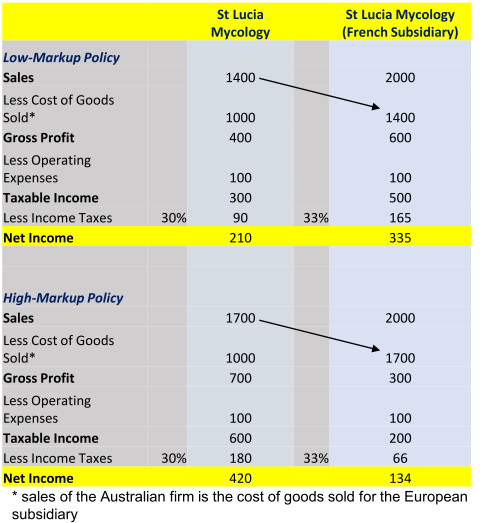 St Lucia Mycology St Lucia Mycology (French Subsidiary)
Low-Markup Policy
Sales 1400 2000
Less Cost of Goods
Sold* 1000 1400
Gross Profit 400 600
Less Operating
Expenses 100 100
Taxable Income 300 500
Less Income Taxes 30% 90 33% 165
Net Income 210 335
High-Markup Policy
Sales 1700 2000
Less Cost of Goods
Sold* 1000 1700
Gross Profit 700 300
Less Operating
Expenses 100 100
Taxable Income 600 200
Less Income Taxes 30% 180 33% 66
Net Income 420 134
* sales of the Australian firm is the cost of goods sold for the European
subsidiary